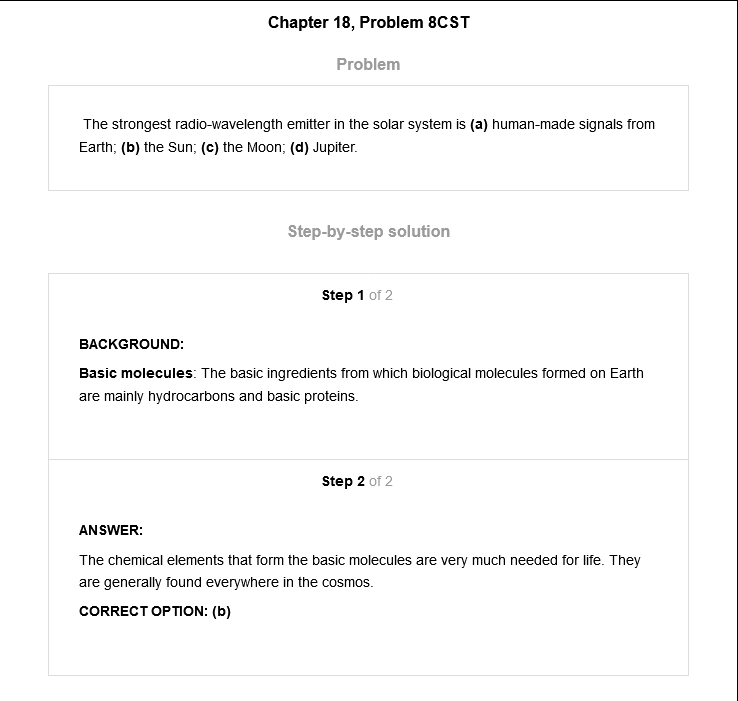 Chapter 18, Problem 8CST
Problem
The strongest radio-wavelength emitter in the solar system is (a) human-made signals from
Earth; (b) the Sun; (c) the Moon; (d) Jupiter.
Step-by-step solution
Step 1 of 2
BACKGROUND:
Basic molecules: The basic ingredients from which biological molecules formed on Earth
are mainly hydrocarbons and basic proteins.
Step 2 of 2
ANSWER:
The chemical elements that form the basic molecules are very much needed for life. They
are generally found everywhere in the cosmos.
CORRECT OPTION: (b)